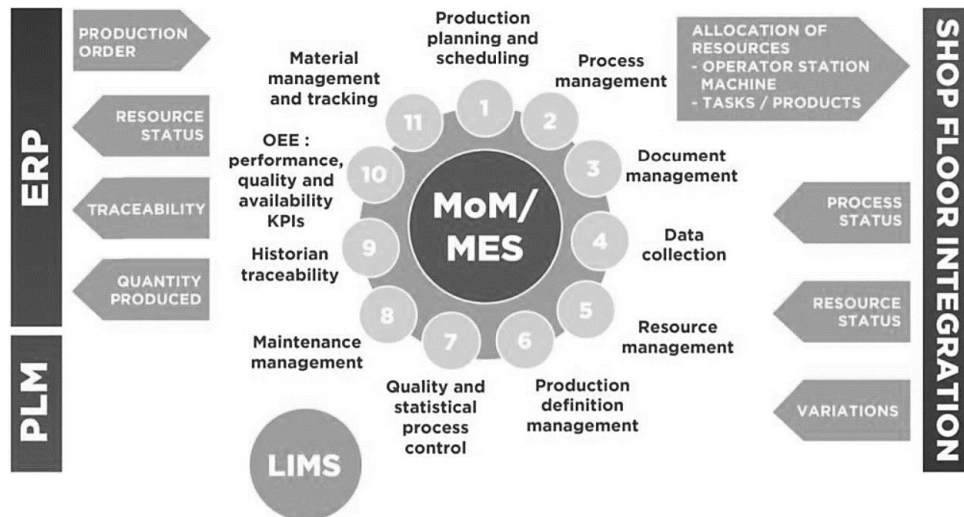 ERP
PLM
PRODUCTION
ORDER
RESOURCE
STATUS
TRACEABILITY
QUANTITY
PRODUCED
MoM/
MES
1
Production
planning and
scheduling
2
Process
management
3
Document
management
4
Data
collection
5
Resource
management
6
Production
definition
management
7
Quality and
statistical
process
control
8
Maintenance
management
9
Historian
traceability
10
OEE :
performance,
quality and
availability
KPIs
11
Material
management
and tracking
LIMS
ALLOCATION OF
RESOURCES
- OPERATOR STATION
MACHINE
- TASKS / PRODUCTS
PROCESS
STATUS
RESOURCE
STATUS
VARIATIONS
SHOP FLOOR INTEGRATION